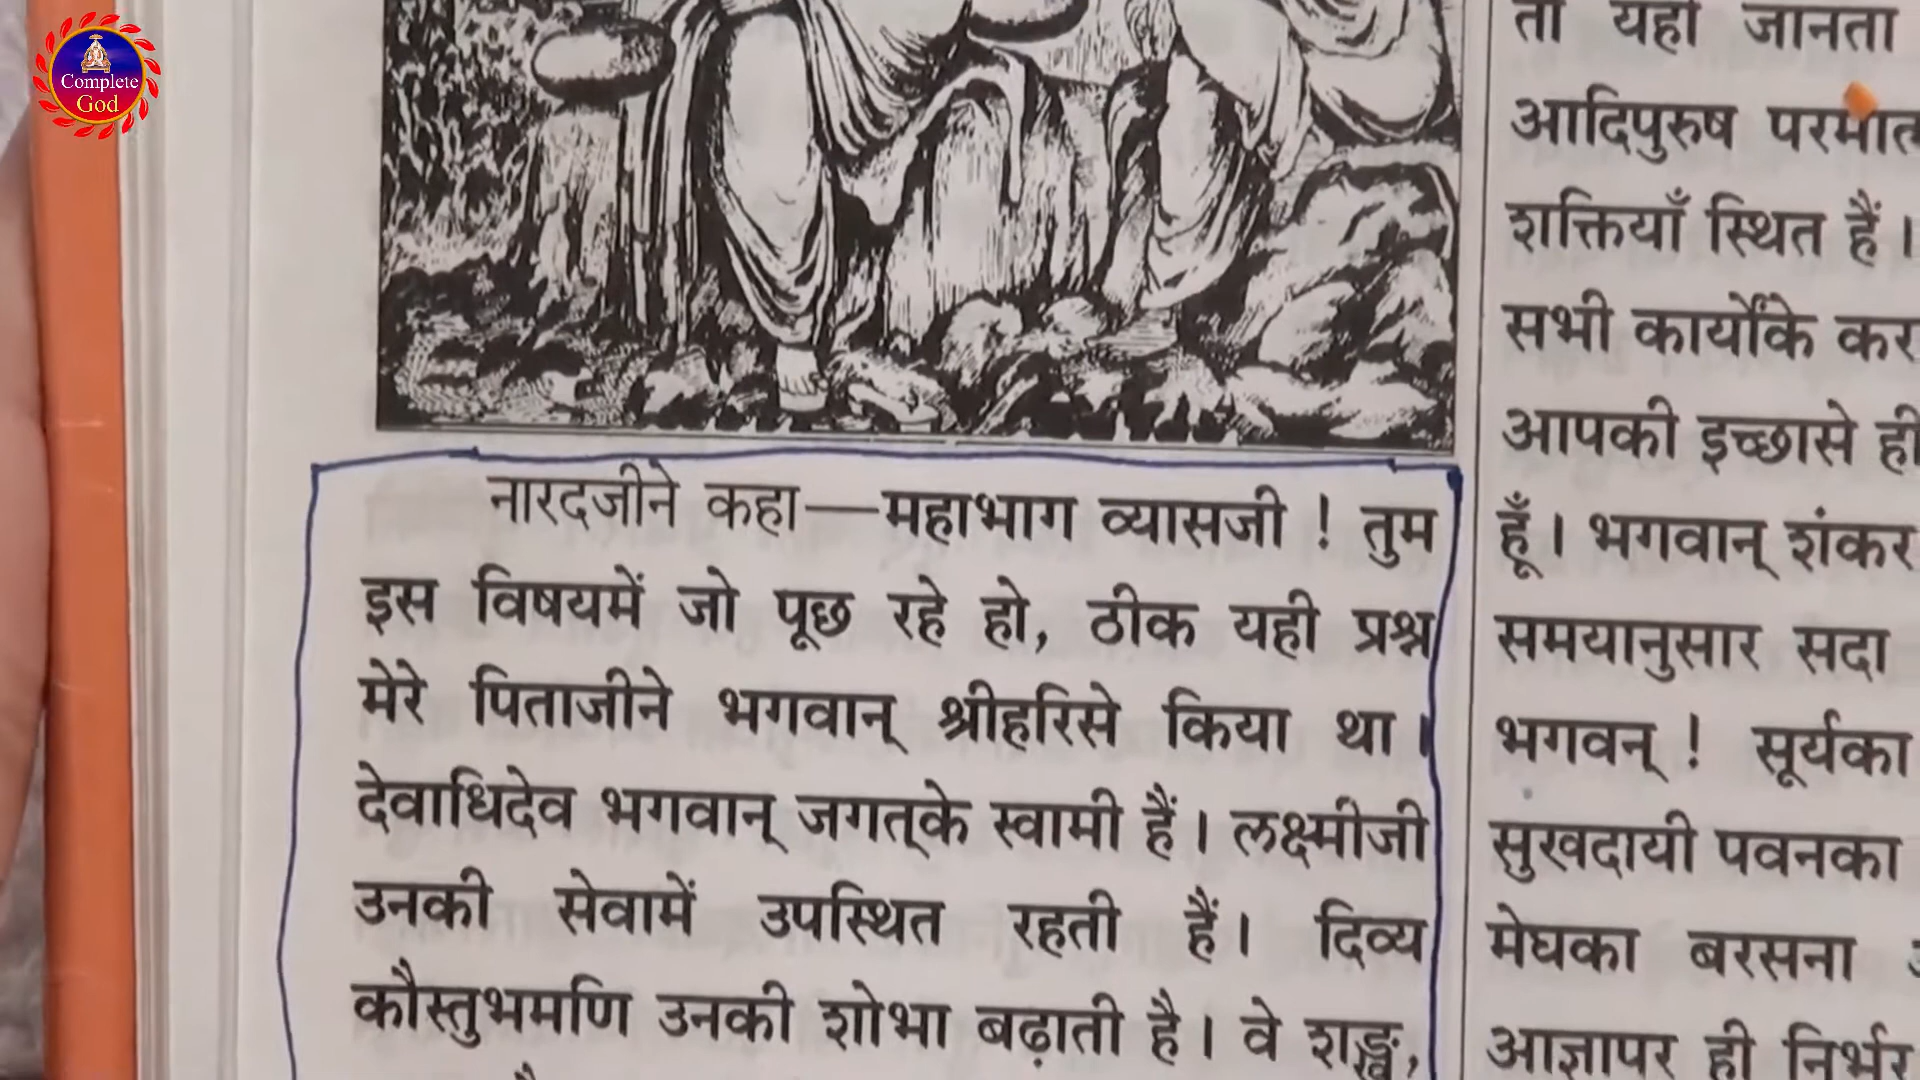 Complete
God
नारदजीने कहा—महाभाग व्यासजी ! तुम
इस विषयमें जो पूछ रहे हो, ठीक यही प्रश्न
मेरे पिताजीने भगवान् श्रीहरिसे किया था।
देवाधिदेव भगवान् जगत्‌के स्वामी हैं। लक्ष्मीजी
उनकी सेवामें उपस्थित रहती हैं। दिव्य
कौस्तुभमणि उनकी शोभा बढ़ाती है। वे शङ्ख,
जानता
आदिपुरुष
शक्तियाँ स्थित हैं।
सभी कार्योंके कर
आपकी इच्छासे ही
हूँ। भगवान् शंकर
समयानुसार सदा
भगवन् ! सूर्यका
सुखदायी पवनका
मेघका बरसना
आज्ञापर ही निर्भर